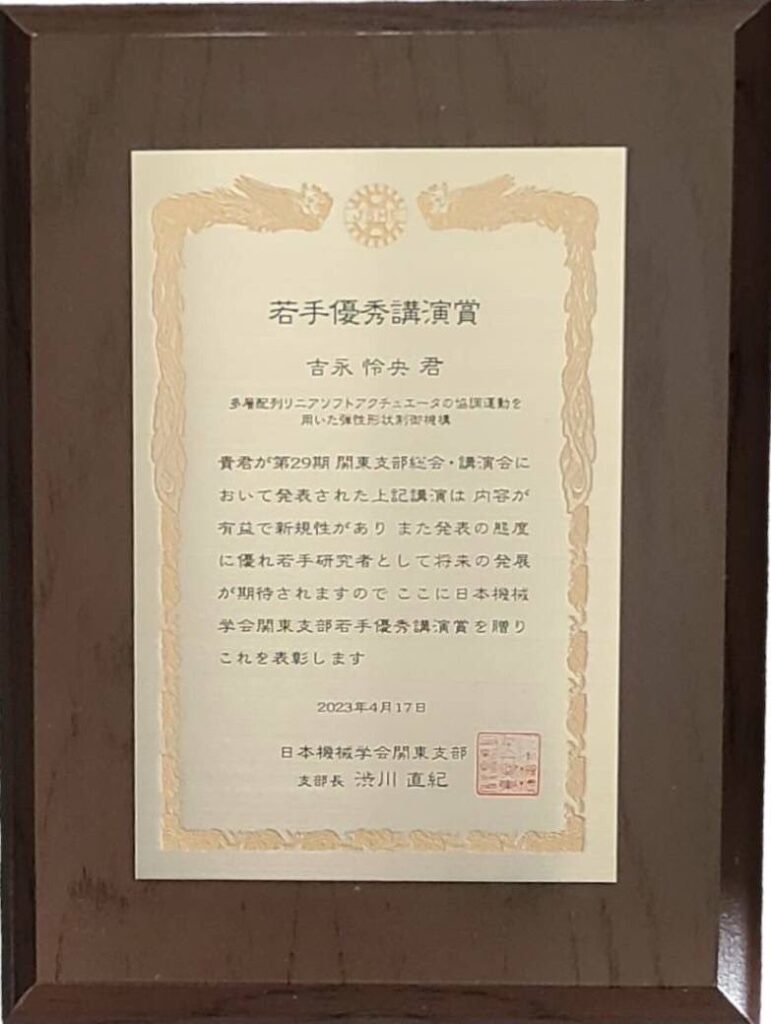 JSME
若手優秀講演賞
吉永 怜央 君
多層配列リニアソフトアクチュエータの協調運動を
用いた弾性形状制御機構
貴君が第29期 関東支部総会・講演会に
おいて発表された上記講演は 内容が
有益で新規性があり また発表の態度
に優れ若手研究者として将来の発展
が期待されますので ここに日本機械
学会関東支部若手優秀講演賞を贈り
これを表彰します
2023年4月17日
日本機械学会関東支部
支部長 渋川 直紀